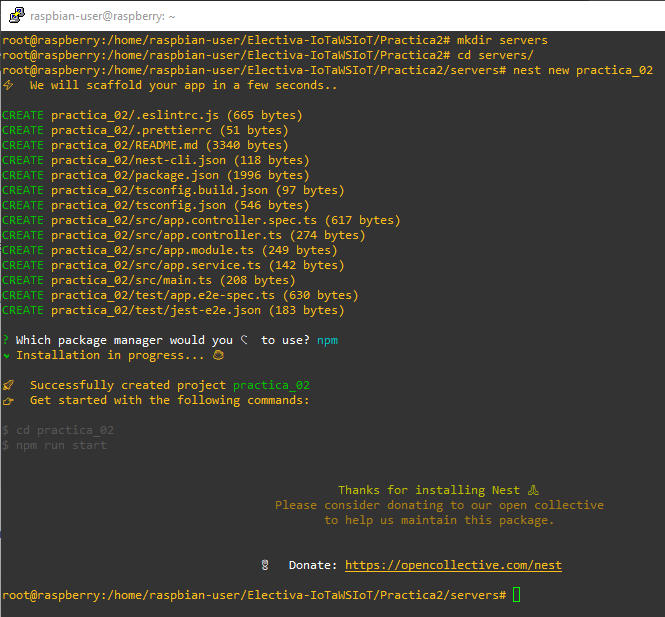 raspbian-user@raspberry: ~
root@raspberry:/home/raspbian-user/Electiva-IoTaWSIoT/Practica2# mkdir servers
root@raspberry:/home/raspbian-user/Electiva-IoTaWSIoT/Practica2# cd servers/
root@raspberry:/home/raspbian-user/Electiva-IoTaWSIoT/Practica2/servers# nest new practica_02
⚡ We will scaffold your app in a few seconds..
CREATE practica_02/.eslintrc.js (665 bytes)
CREATE practica_02/.prettierrc (51 bytes)
CREATE practica_02/README.md (3340 bytes)
CREATE practica_02/nest-cli.json (118 bytes)
CREATE practica_02/package.json (1996 bytes)
CREATE practica_02/tsconfig.build.json (97 bytes)
CREATE practica_02/tsconfig.json (546 bytes)
CREATE practica_02/src/app.controller.spec.ts (617 bytes)
CREATE practica_02/src/app.controller.ts (274 bytes)
CREATE practica_02/src/app.module.ts (249 bytes)
CREATE practica_02/src/app.service.ts (142 bytes)
CREATE practica_02/src/main.ts (208 bytes)
CREATE practica_02/test/app.e2e-spec.ts (630 bytes)
CREATE practica_02/test/jest-e2e.json (183 bytes)
? Which package manager would you to use? npm
Installation in progress... ☕
🚀 Successfully created project practica_02
👉 Get started with the following commands:
$ cd practica_02
$ npm run start
Thanks for installing Nest 🙏
Please consider donating to our open collective
to help us maintain this package.
🍷 Donate: https://opencollective.com/nest
root@raspberry:/home/raspbian-user/Electiva-IoTaWSIoT/Practica2/servers#